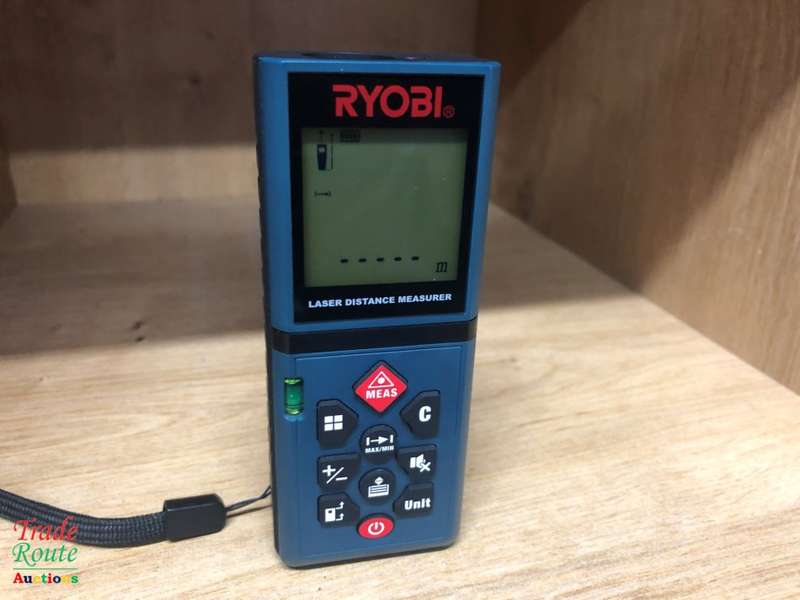 RYOBI®
m
LASER DISTANCE MEASURER
MEAS
C
MAX/MIN
+/−
Unit
Trade
Route
Auctions